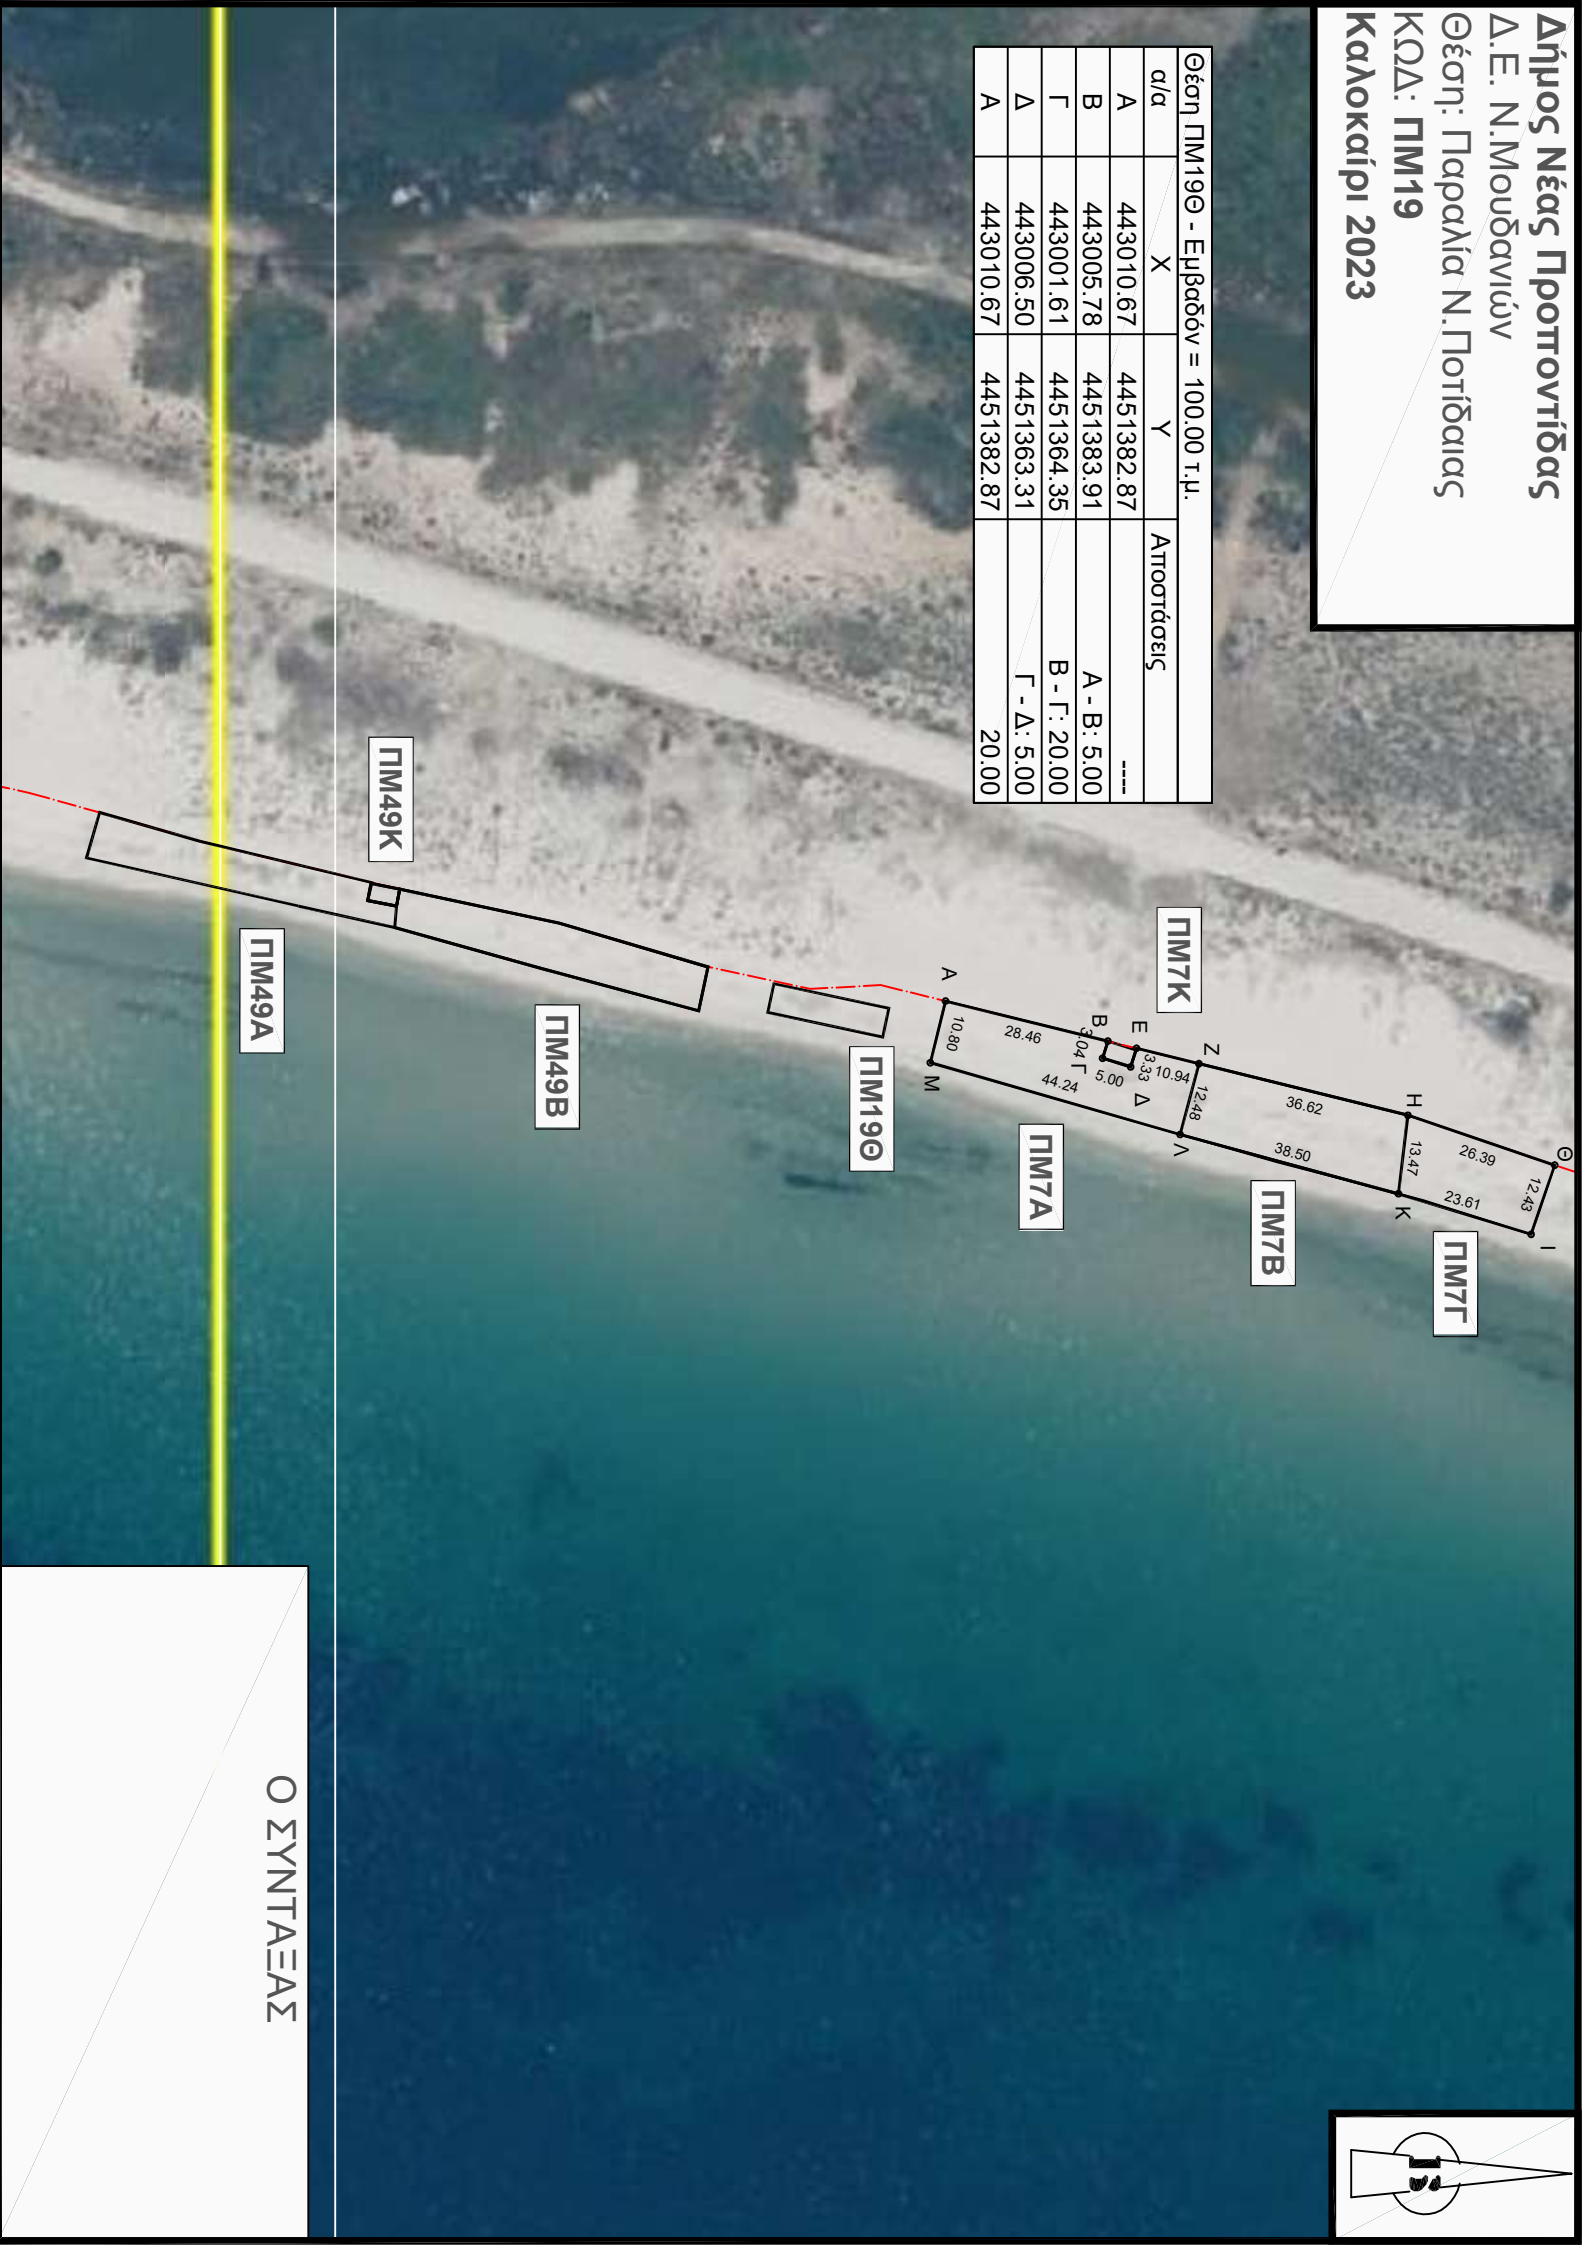 Δήμος Νέας Προποντίδας
Δ.Ε. Ν.Μουδανιών
Θέση: Παραλία Ν.Ποτίδαιας
ΚΩΔ: ΠΜ19
Καλοκαίρι 2023
Θέση ΠΜ19Θ - Εμβαδόν = 100.00 τ.μ.
α/α X Y Αποστάσεις
Α 443010.67 4451382.87 ----
Β 443005.78 4451383.91 Α - Β: 5.00
Γ 443001.61 4451364.35 Β - Γ: 20.00
Δ 443006.50 4451363.31 Γ - Δ: 5.00
Α 443010.67 4451382.87 20.00
Θ
26.39
12.43
Ι
Η
13.47
23.61
Κ
ΠΜ7Γ
Ζ
36.62
38.50
ΠΜ7Β
ΠΜ7Κ
Ε
3.33
Δ
10.94
12.48
Λ
Β
3.04
Γ
5.00
Α
28.46
10.80
44.24
Μ
ΠΜ7Α
ΠΜ19Θ
ΠΜ49Β
ΠΜ49Κ
ΠΜ49Α
Ο ΣΥΝΤΑΞΑΣ